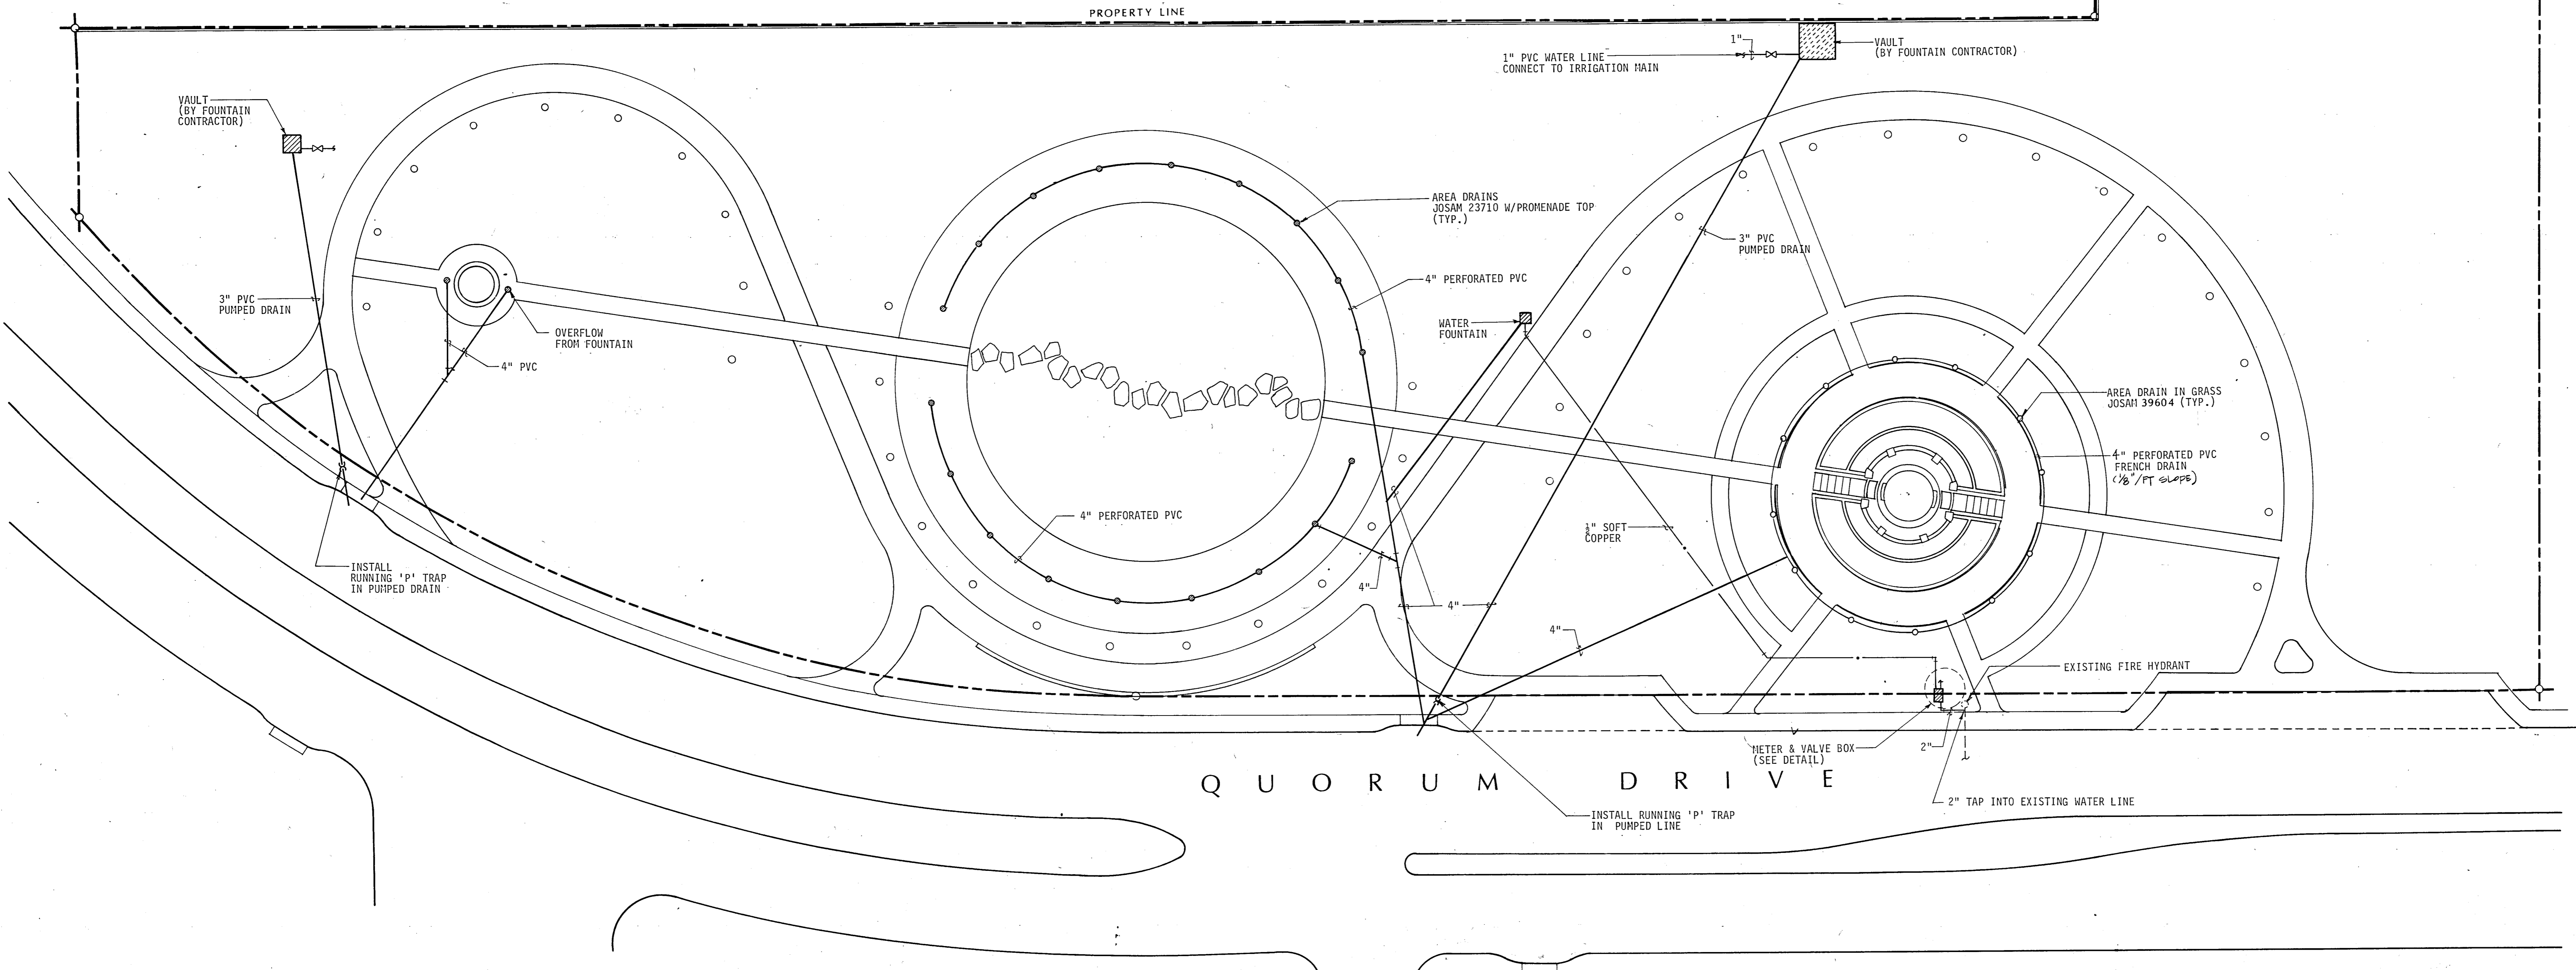 PROPERTY LINE
1"
1" PVC WATER LINE
CONNECT TO IRRIGATION MAIN
VAULT
(BY FOUNTAIN CONTRACTOR)
VAULT
(BY FOUNTAIN
CONTRACTOR)
AREA DRAINS
JOSAM 23710 W/PROMENADE TOP
(TYP.)
3" PVC
PUMPED DRAIN
4" PERFORATED PVC
3" PVC
PUMPED DRAIN
WATER
FOUNTAIN
OVERFLOW
FROM FOUNTAIN
4" PVC
AREA DRAIN IN GRASS
JOSAM 39604 (TYP.)
4" PERFORATED PVC
FRENCH DRAIN
(1/8"/FT SLOPE)
4" PERFORATED PVC
½" SOFT
COPPER
INSTALL
RUNNING 'P' TRAP
IN PUMPED DRAIN
4"
4"
4"
EXISTING FIRE HYDRANT
METER & VALVE BOX
(SEE DETAIL)
2"
QUORUM DRIVE
2" TAP INTO EXISTING WATER LINE
INSTALL RUNNING 'P' TRAP
IN PUMPED LINE